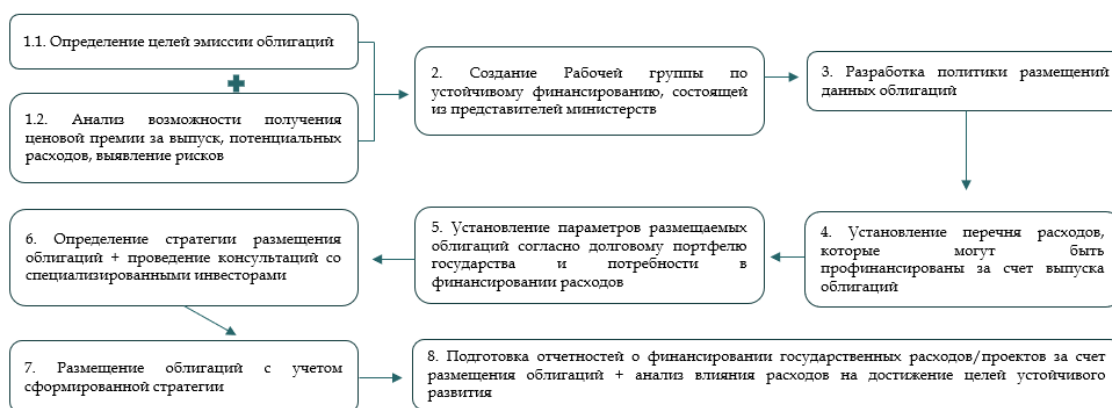 1.1. Определение целей эмиссии облигаций
1.2. Анализ возможности получения
ценовой премии за выпуск, потенциальных
расходов, выявление рисков
2. Создание Рабочей группы по
устойчивому финансированию, состоящей
из представителей министерств
3. Разработка политики размещений
данных облигаций
4. Установление перечня расходов,
которые могут быть
профинансированы за счет выпуска
облигаций
5. Установление параметров размещаемых
облигаций согласно долговому портфелю
государства и потребности в
финансировании расходов
6. Определение стратегии размещения
облигаций + проведение консультаций со
специализированными инвесторами
7. Размещение облигаций с учетом
сформированной стратегии
8. Подготовка отчетностей о финансировании государственных расходов/проектов за счет
размещения облигаций + анализ влияния расходов на достижение целей устойчивого
развития